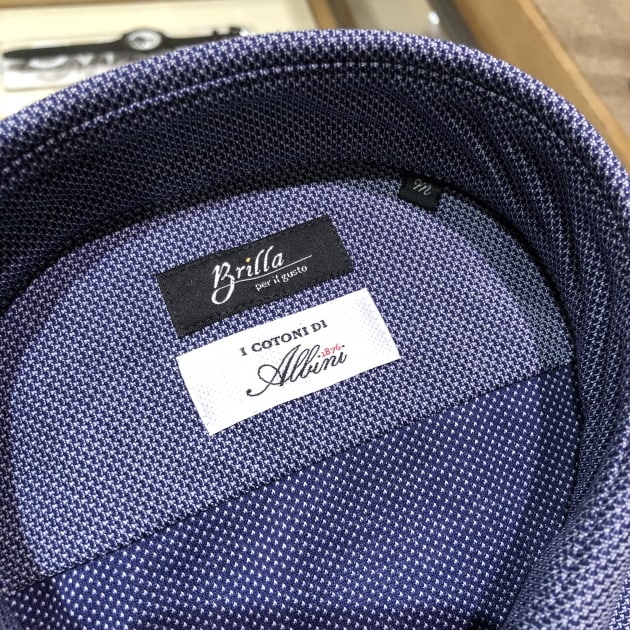 M
Brilla
per il gusto
I COTONI DI
1876
Albini